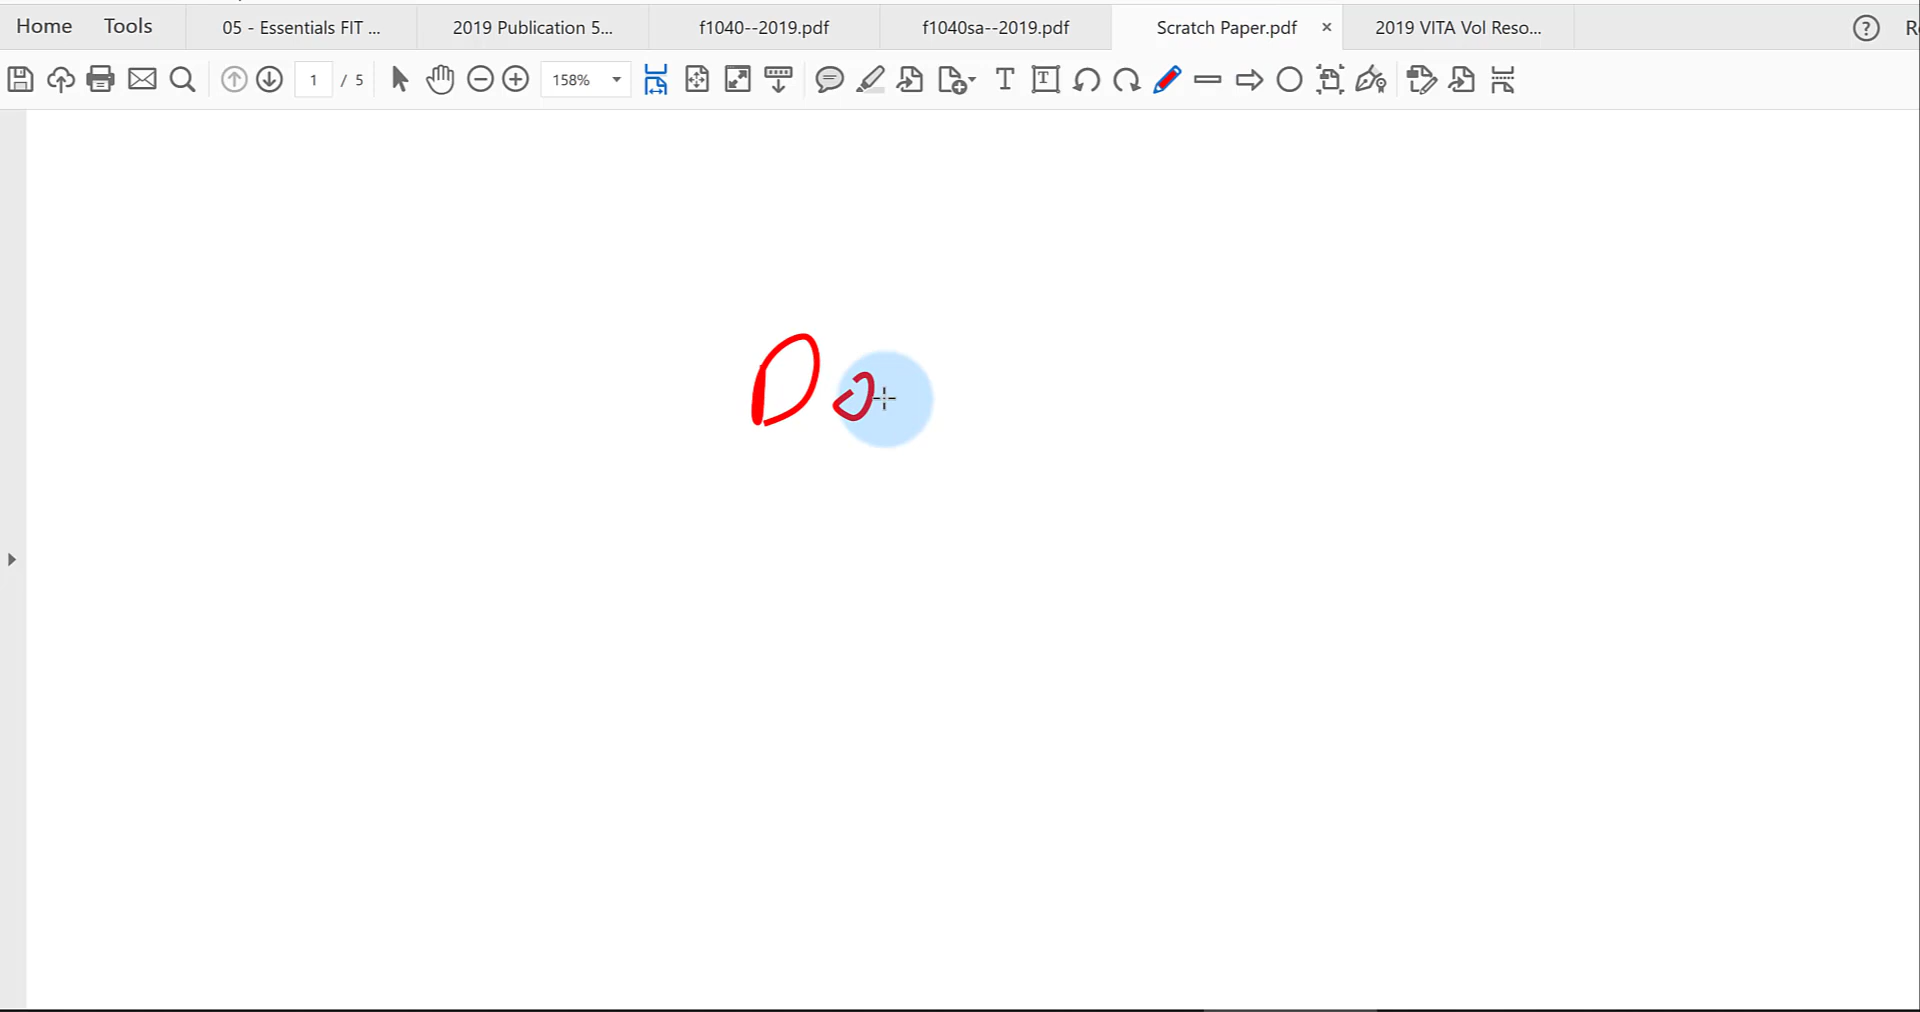 Home Tools 05 - Essentials FIT ... 2019 Publication 5... f1040--2019.pdf f1040sa--2019.pdf Scratch Paper.pdf × 2019 VITA Vol Reso... ?
1 / 5 158% T T
Do